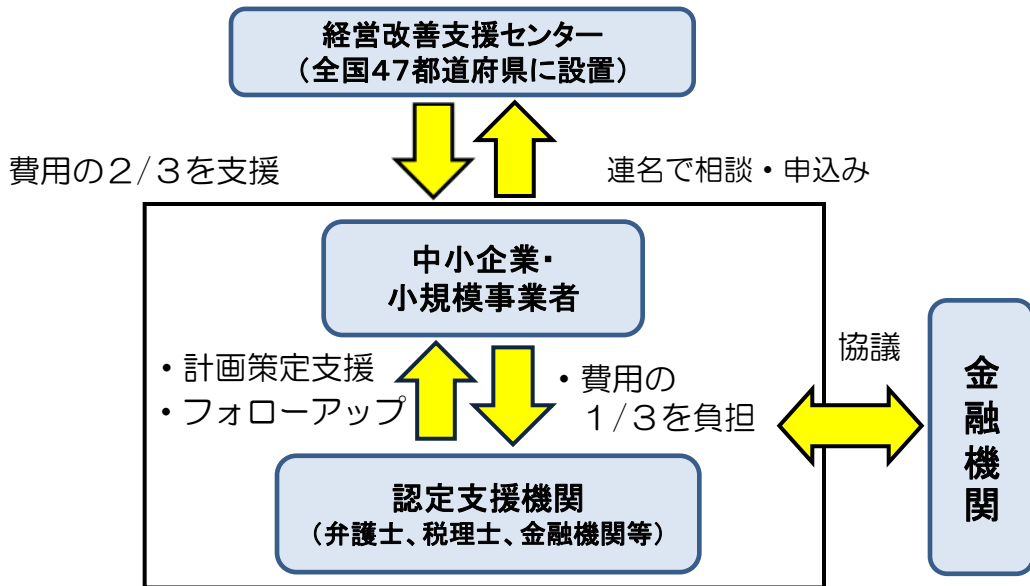 経営改善支援センター
（全国47都道府県に設置）
費用の２/３を支援
連名で相談・申込み
中小企業・
小規模事業者
・計画策定支援
・フォローアップ
・費用の
１/３を負担
協議
金融機関
認定支援機関
（弁護士、税理士、金融機関等）